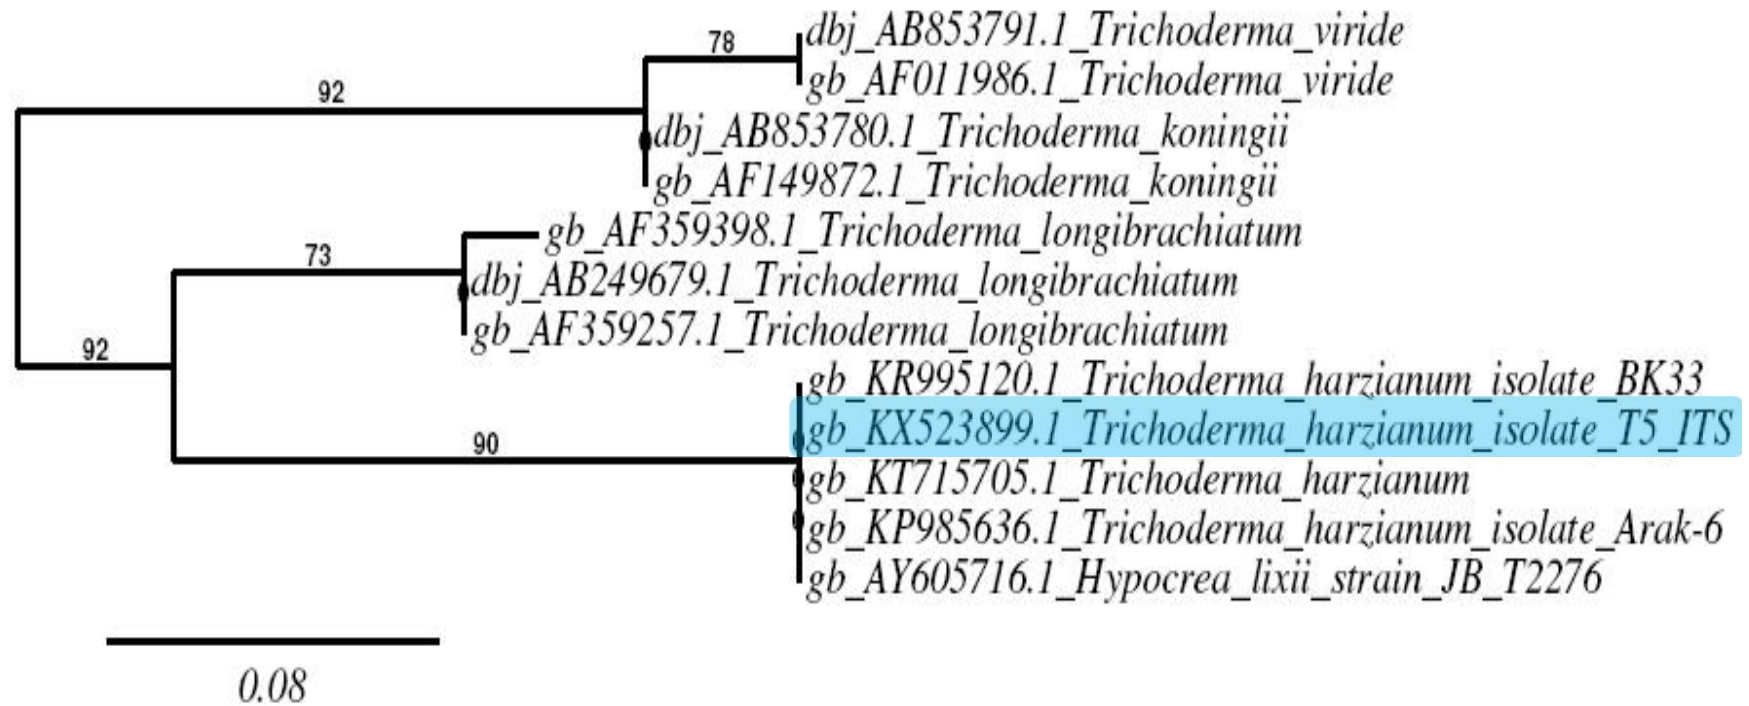 78
dbj_AB853791.1_Trichoderma_viride
gb_AF011986.1_Trichoderma_viride
92
dbj_AB853780.1_Trichoderma_koningii
gb_AF149872.1_Trichoderma_koningii
gb_AF359398.1_Trichoderma_longibrachiatum
73
dbj_AB249679.1_Trichoderma_longibrachiatum
gb_AF359257.1_Trichoderma_longibrachiatum
92
gb_KR995120.1_Trichoderma_harzianum_isolate_BK33
gb_KX523899.1_Trichoderma_harzianum_isolate_T5_ITS
90
gb_KT715705.1_Trichoderma_harzianum
gb_KP985636.1_Trichoderma_harzianum_isolate_Arak-6
gb_AY605716.1_Hypocrea_lixii_strain_JB_T2276
0.08